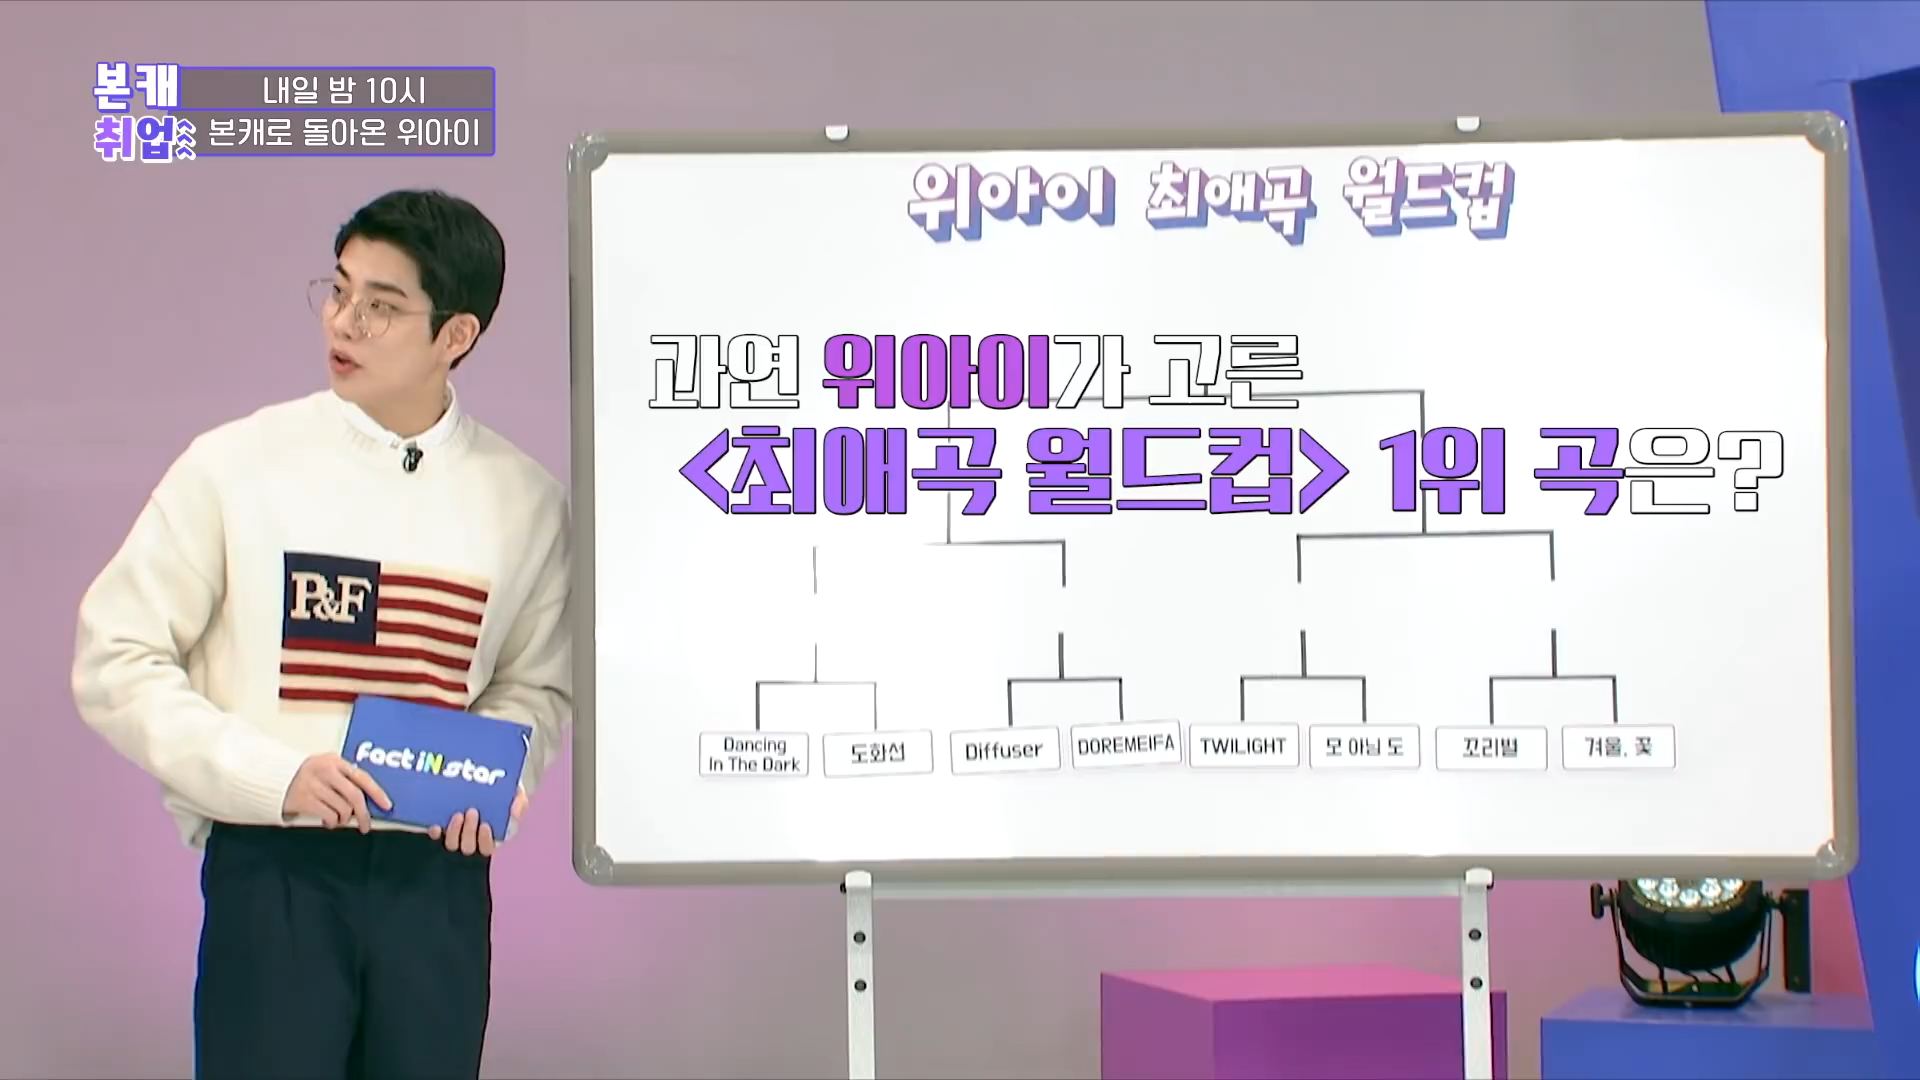 본캐
취업
내일 밤 10시
본캐로 돌아온 위아이
위아이 최애곡 월드컵
과연 위아이가 고른
<최애곡 월드컵> 1위 곡은?
P&F
fact iN star
Dancing
In The Dark
도화선
Diffuser
DOREMEIFA
TWILIGHT
모 아님 도
꼬리별
겨울, 꽃